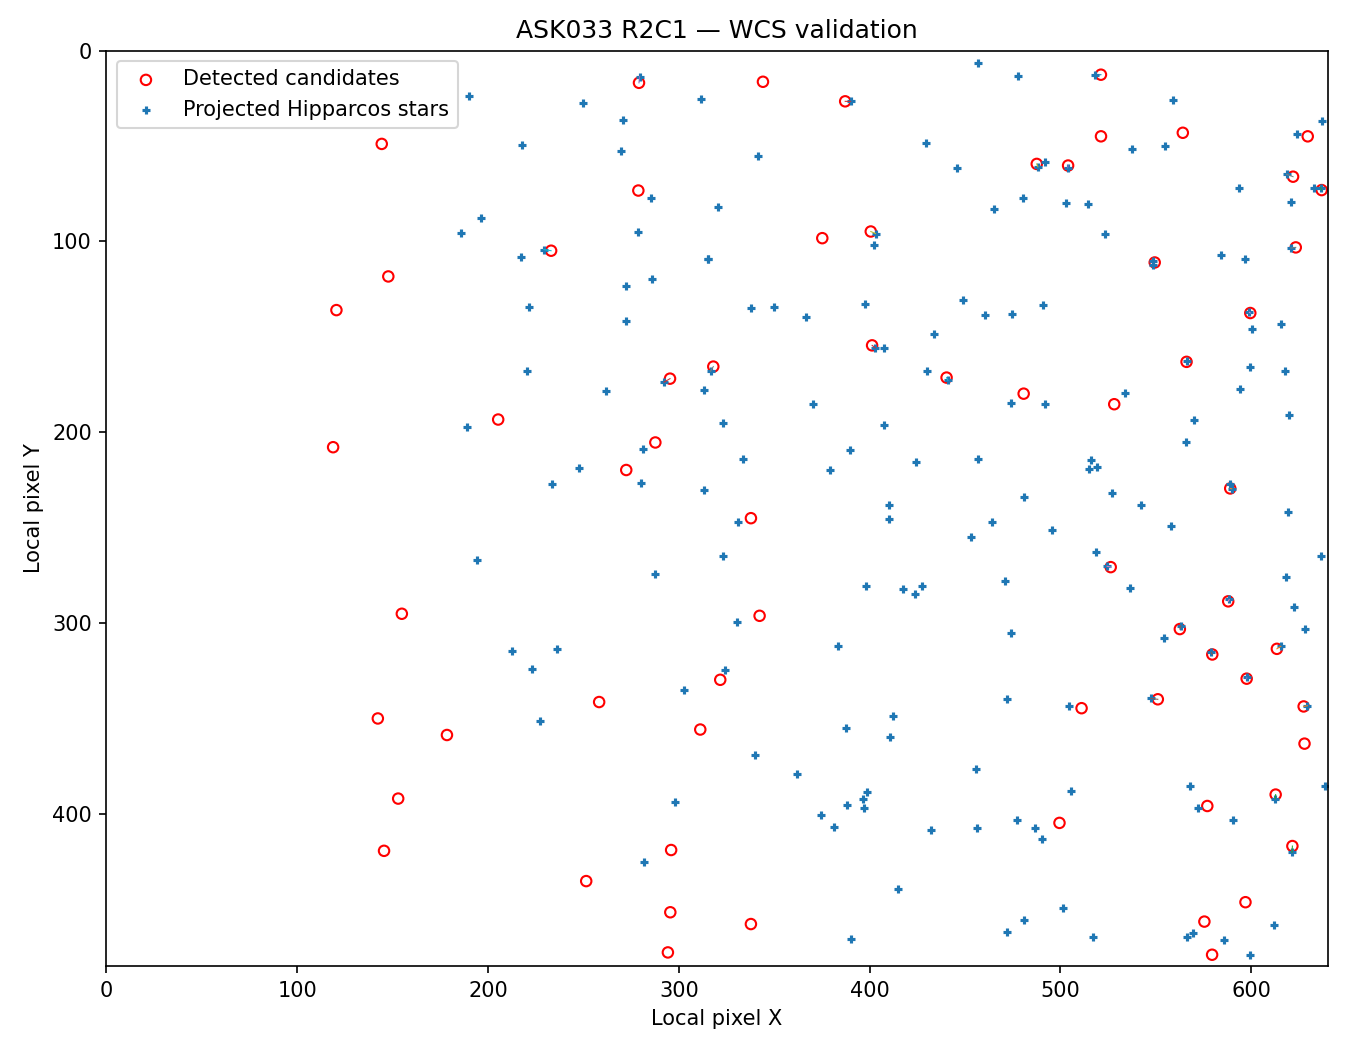 ASK033 R2C1 — WCS validation
Detected candidates
Projected Hipparcos stars
Local pixel Y
0
100
200
300
400
0 100 200 300 400 500 600
Local pixel X